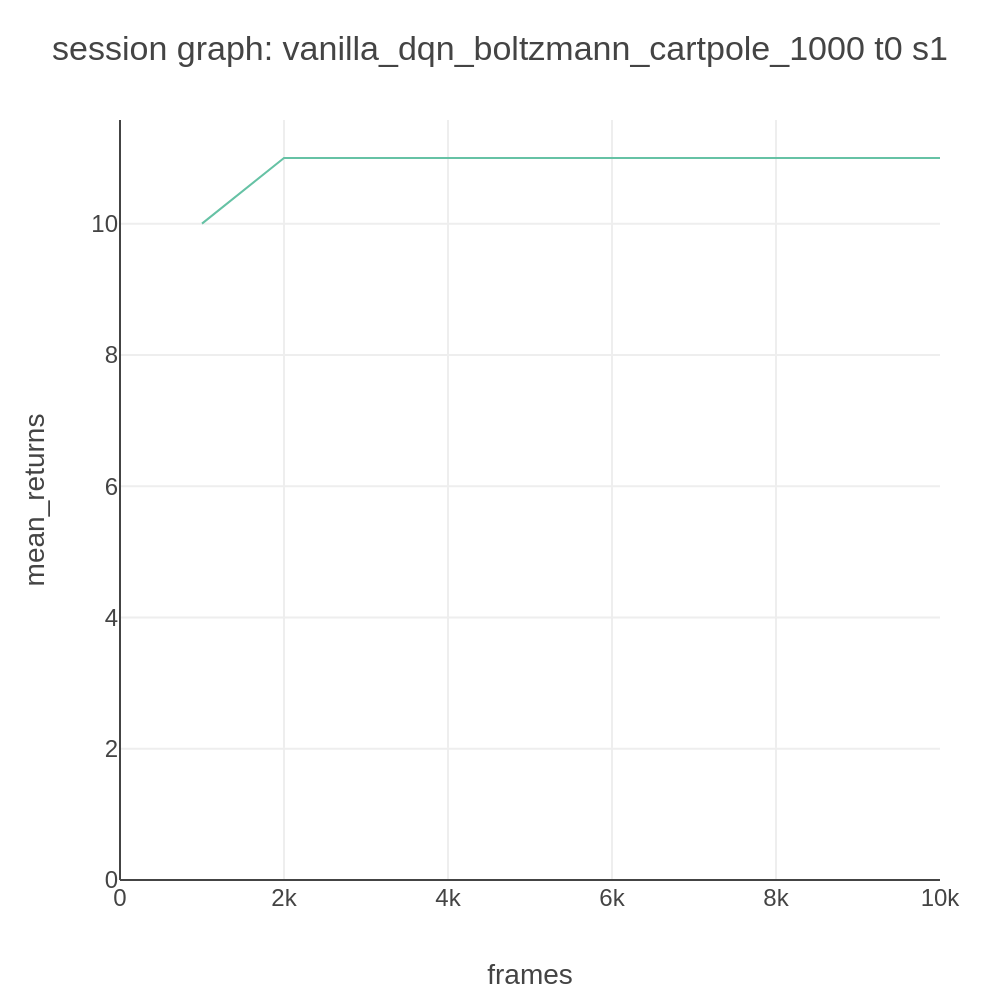 session graph: vanilla_dqn_boltzmann_cartpole_1000 t0 s1
mean_returns
10
8
6
4
2
0
0
2k
4k
6k
8k
10k
frames